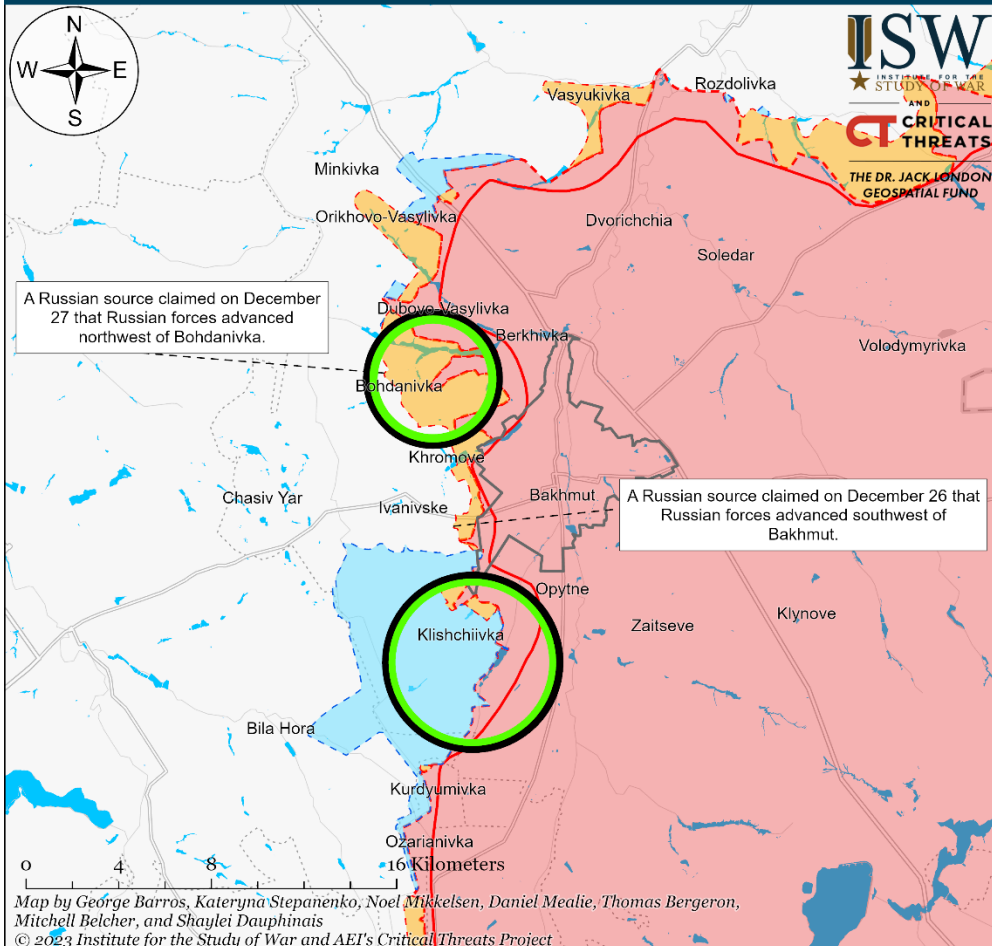 N
W
E
S
ISW
INSTITUTE FOR THE
STUDY OF WAR
AND
CT CRITICAL
THREATS
THE DR. JACK LONDON
GEOSPATIAL FUND
Vasyukivka
Rozdolivka
Minkivka
Orikhovo-Vasylivka
Dvorichchia
Soledar
A Russian source claimed on December
27 that Russian forces advanced
northwest of Bohdanivka.
Dubovo-Vasylivka
Berkhivka
Volodymyrivka
Bohdanivka
Khromove
Chasiv Yar
Ivanivske
Bakhmut
A Russian source claimed on December 26 that
Russian forces advanced southwest of
Bakhmut.
Opytne
Klishchiivka
Zaitseve
Klynove
Bila Hora
Kurdyumivka
Ozarianivka
0 4 8 16 Kilometers
Map by George Barros, Kateryna Stepanenko, Noel Mikkelsen, Daniel Mealie, Thomas Bergeron,
Mitchell Belcher, and Shaylei Dauphinais
© 2023 Institute for the Study of War and AEI's Critical Threats Project